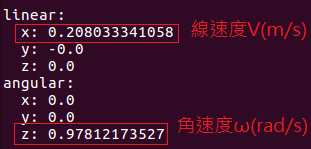 linear:
x: 0.208033341058 線速度V(m/s)
y: -0.0
z: 0.0
angular:
x: 0.0
y: 0.0
z: 0.97812173527 角速度ω(rad/s)